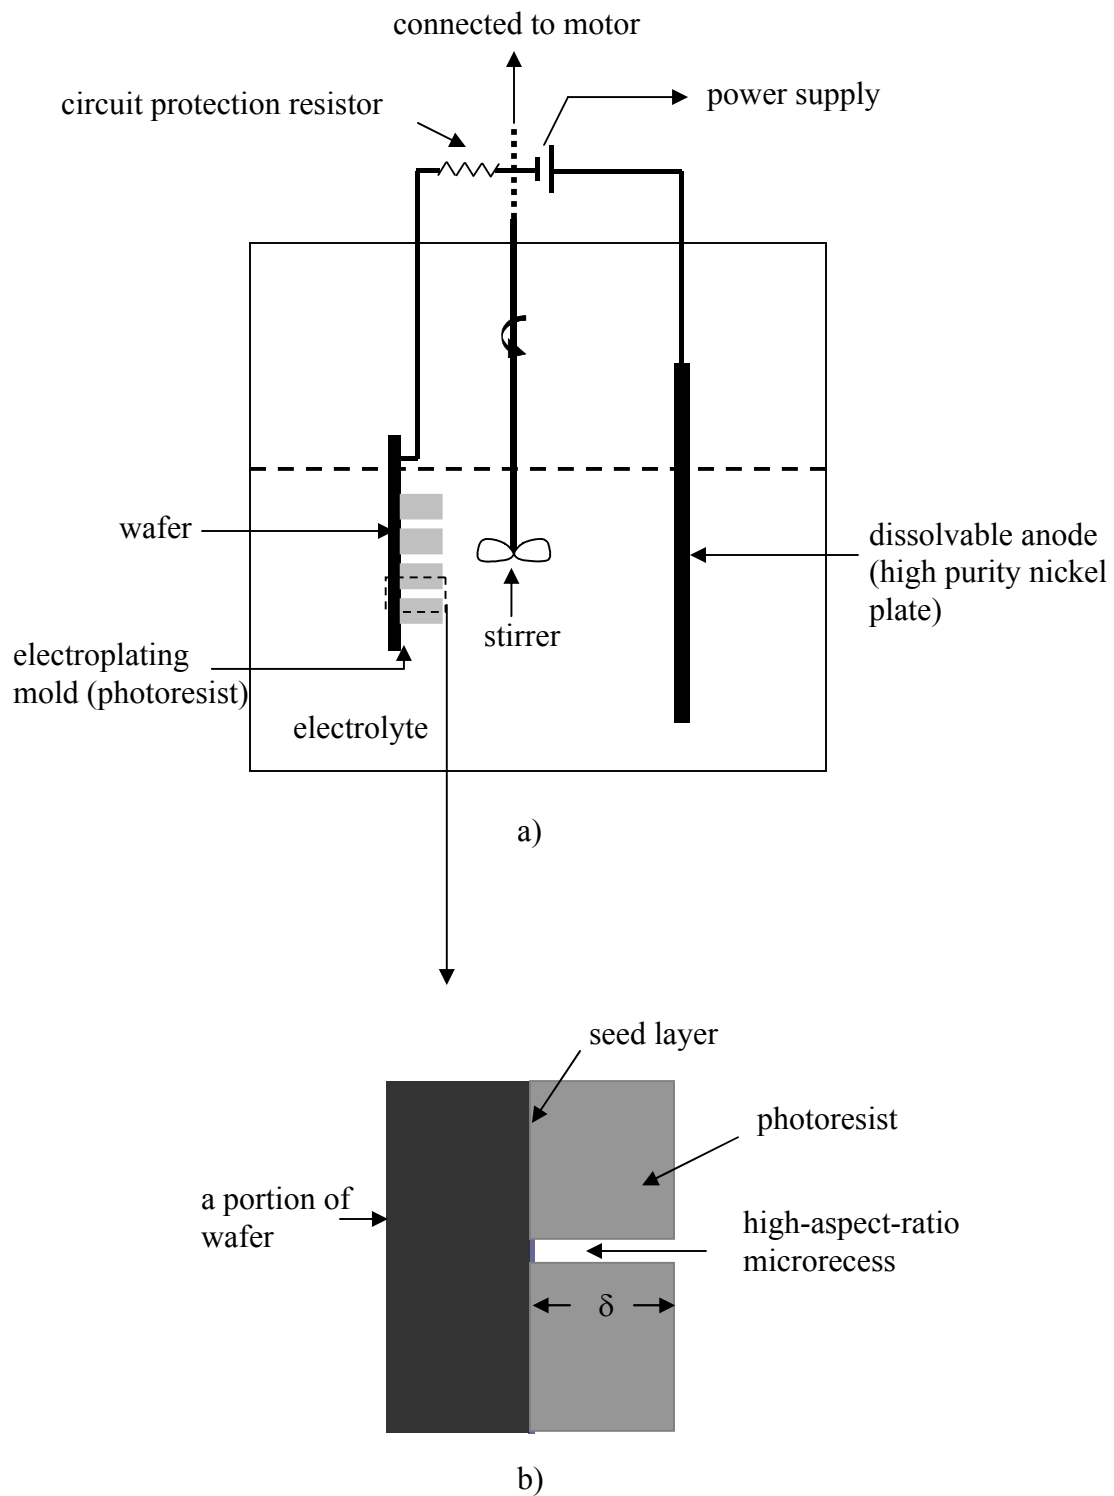 connected to motor
circuit protection resistor
power supply
wafer
dissolvable anode
(high purity nickel
plate)
stirrer
electroplating
mold (photoresist)
electrolyte
a)
seed layer
photoresist
a portion of
wafer
high-aspect-ratio
microrecess
δ
b)